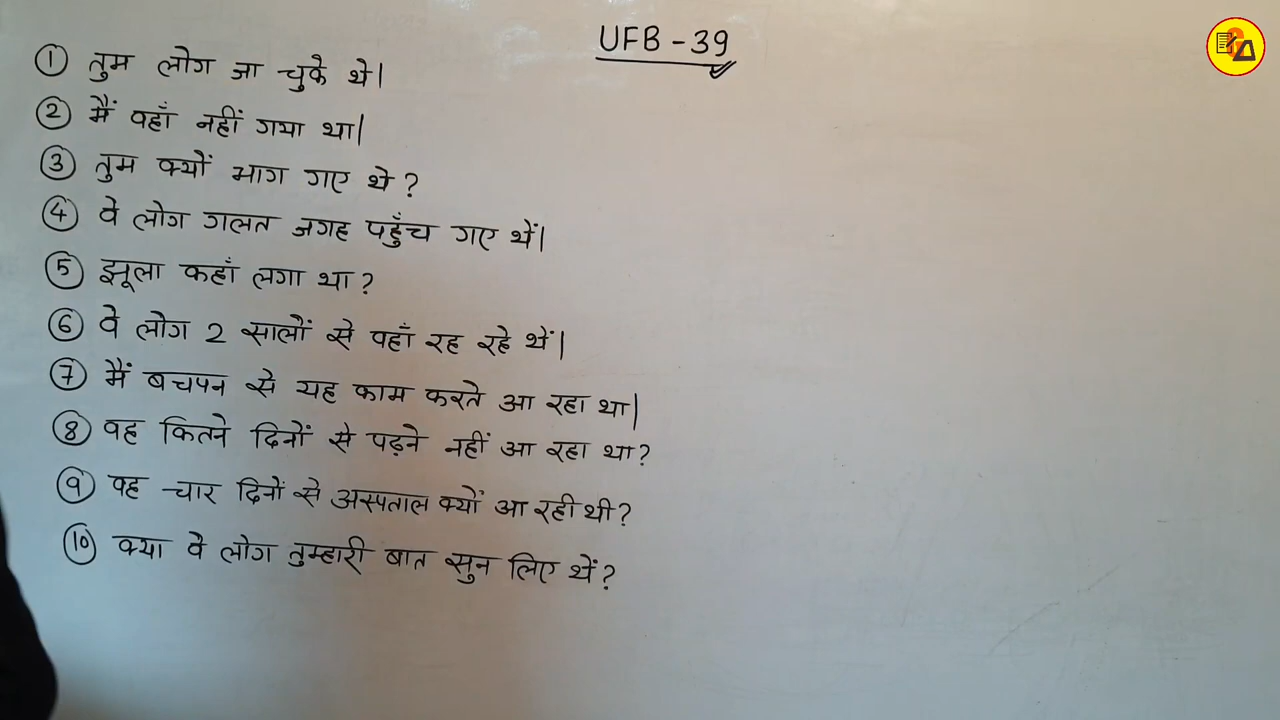 UFB - 39
① तुम लोग जा चुके थे।
② मैं वहाँ नहीं गया था।
③ तुम क्यों भाग गए थे?
④ वे लोग गलत जगह पहुँच गए थें।
⑤ झूला कहाँ लगा था?
⑥ वे लोग 2 सालों से वहाँ रह रहे थें।
⑦ मैं बचपन से यह काम करते आ रहा था।
⑧ वह कितने दिनों से पढ़ने नहीं आ रहा था?
⑨ वह चार दिनों से अस्पताल क्यों आ रही थी?
⑩ क्या वे लोग तुम्हारी बात सुन लिए थें?